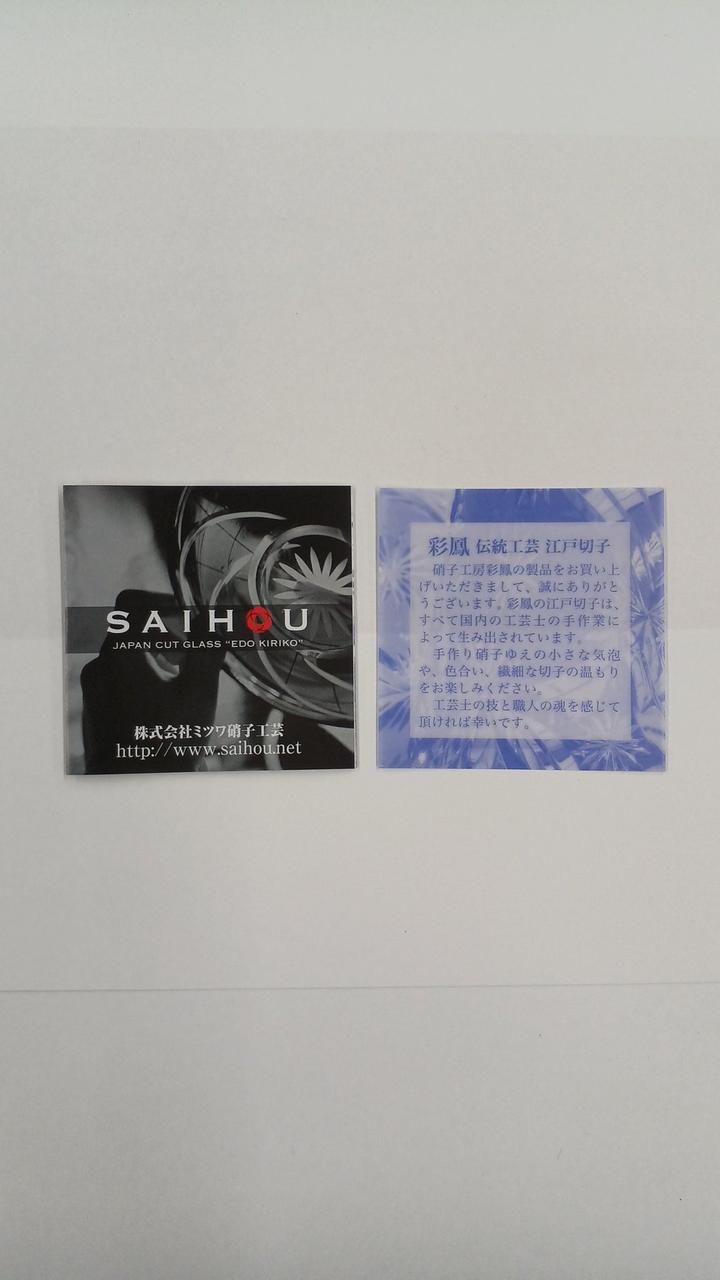 SAIHOU
JAPAN CUT GLASS “EDO KIRIKO”
株式会社ミツワ硝子工芸
http://www.saihou.net
彩鳳 伝統工芸 江戸切子
硝子工房彩鳳の製品をお買い上
げいただきまして、誠にありがと
うございます。彩鳳の江戸切子は、
すべて国内の工芸士の手作業に
よって生み出されています。
手作り硝子ゆえの小さな気泡
や、色合い、繊細な切子の温もり
をお楽しみください。
工芸士の技と職人の魂を感じて
頂ければ幸いです。